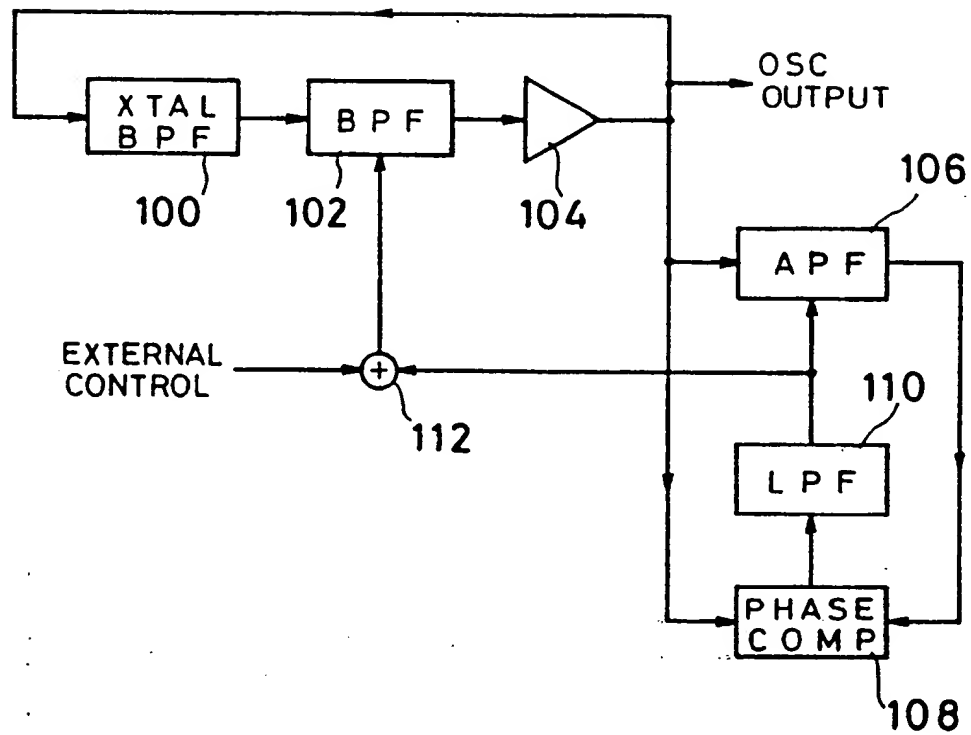 OSC
OUTPUT
XTAL
BPF
BPF
100
102
104
106
APF
EXTERNAL
CONTROL
+
112
110
LPF
PHASE
COMP
108